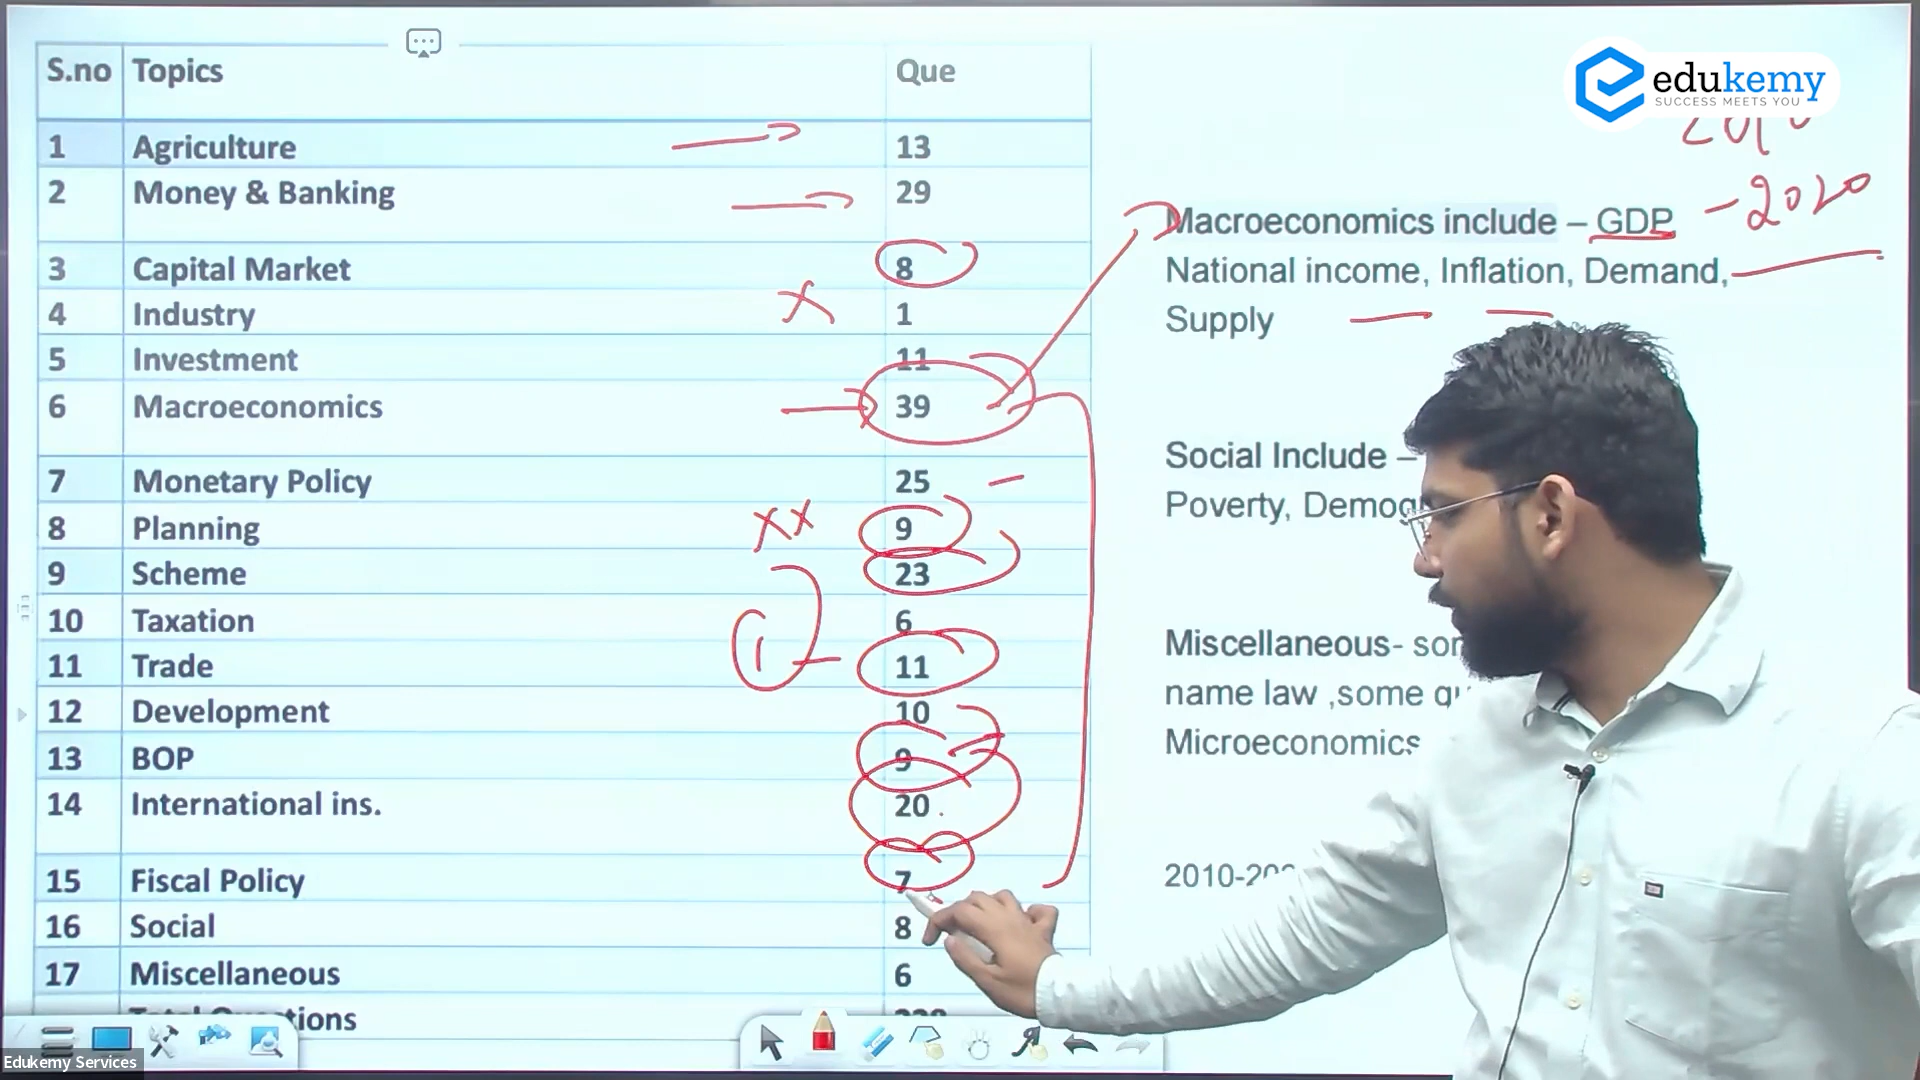 S.no Topics Que
1 Agriculture 13
2 Money & Banking 29
3 Capital Market 8
4 Industry 1
5 Investment 11
6 Macroeconomics 39
7 Monetary Policy 25
8 Planning 9
9 Scheme 23
10 Taxation 6
11 Trade 11
12 Development 10
13 BOP 9
14 International ins. 20
15 Fiscal Policy 7
16 Social 8
17 Miscellaneous 6
edukemy
SUCCESS MEETS YOU
-2020
Macroeconomics include – GDP
National income, Inflation, Demand,
Supply
Social Include –
Poverty,
Miscellaneous-
name law ,some
Microeconomics
xx
1
Edukemy Services